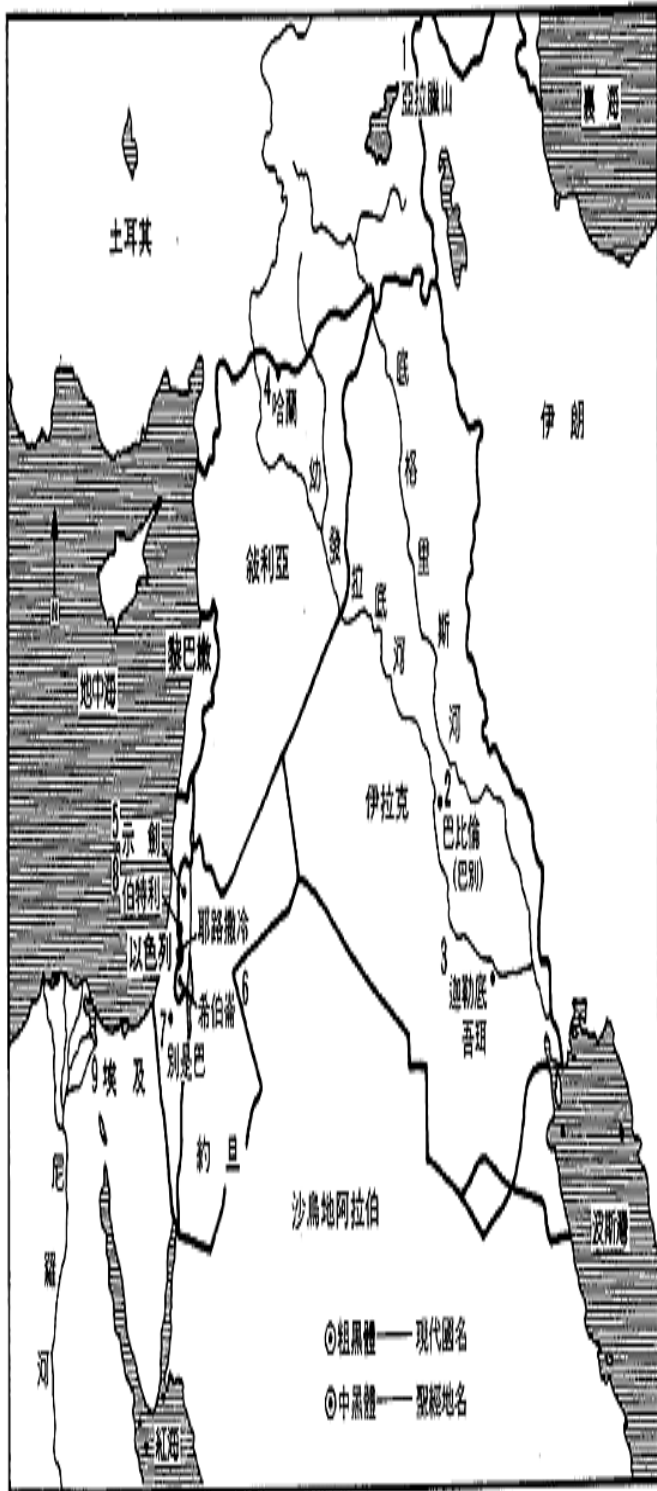 1
亞拉臘山
裏海
土耳其
伊朗
4
哈蘭
幼發拉底河
底格里斯河
敍利亞
黎巴嫩
地中海
伊拉克
2
巴比倫
(巴別)
5
示劍
8
伯特利
耶路撒冷
以色列
3
迦勒底
吾珥
6
希伯崙
7
別是巴
9
埃及
約旦
尼羅河
沙烏地阿拉伯
波斯灣
⊙粗黑體——現代國名
⊙中黑體——聖經地名
紅海